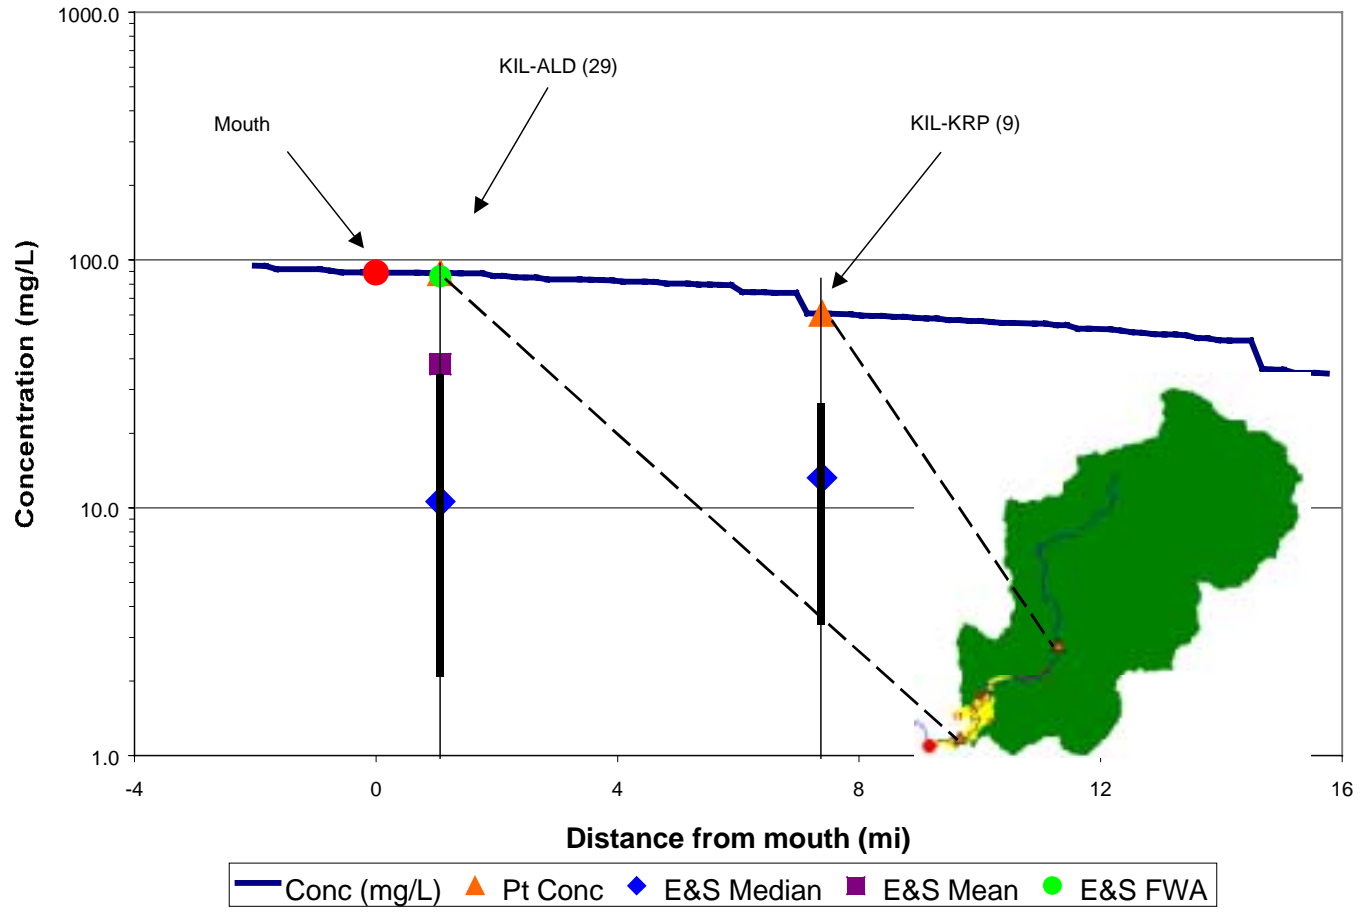 1000.0
KIL-ALD (29)
Mouth
KIL-KRP (9)
100.0
10.0
1.0
Concentration (mg/L)
-4 0 4 8 12 16
Distance from mouth (mi)
Conc (mg/L) Pt Conc E&S Median E&S Mean E&S FWA